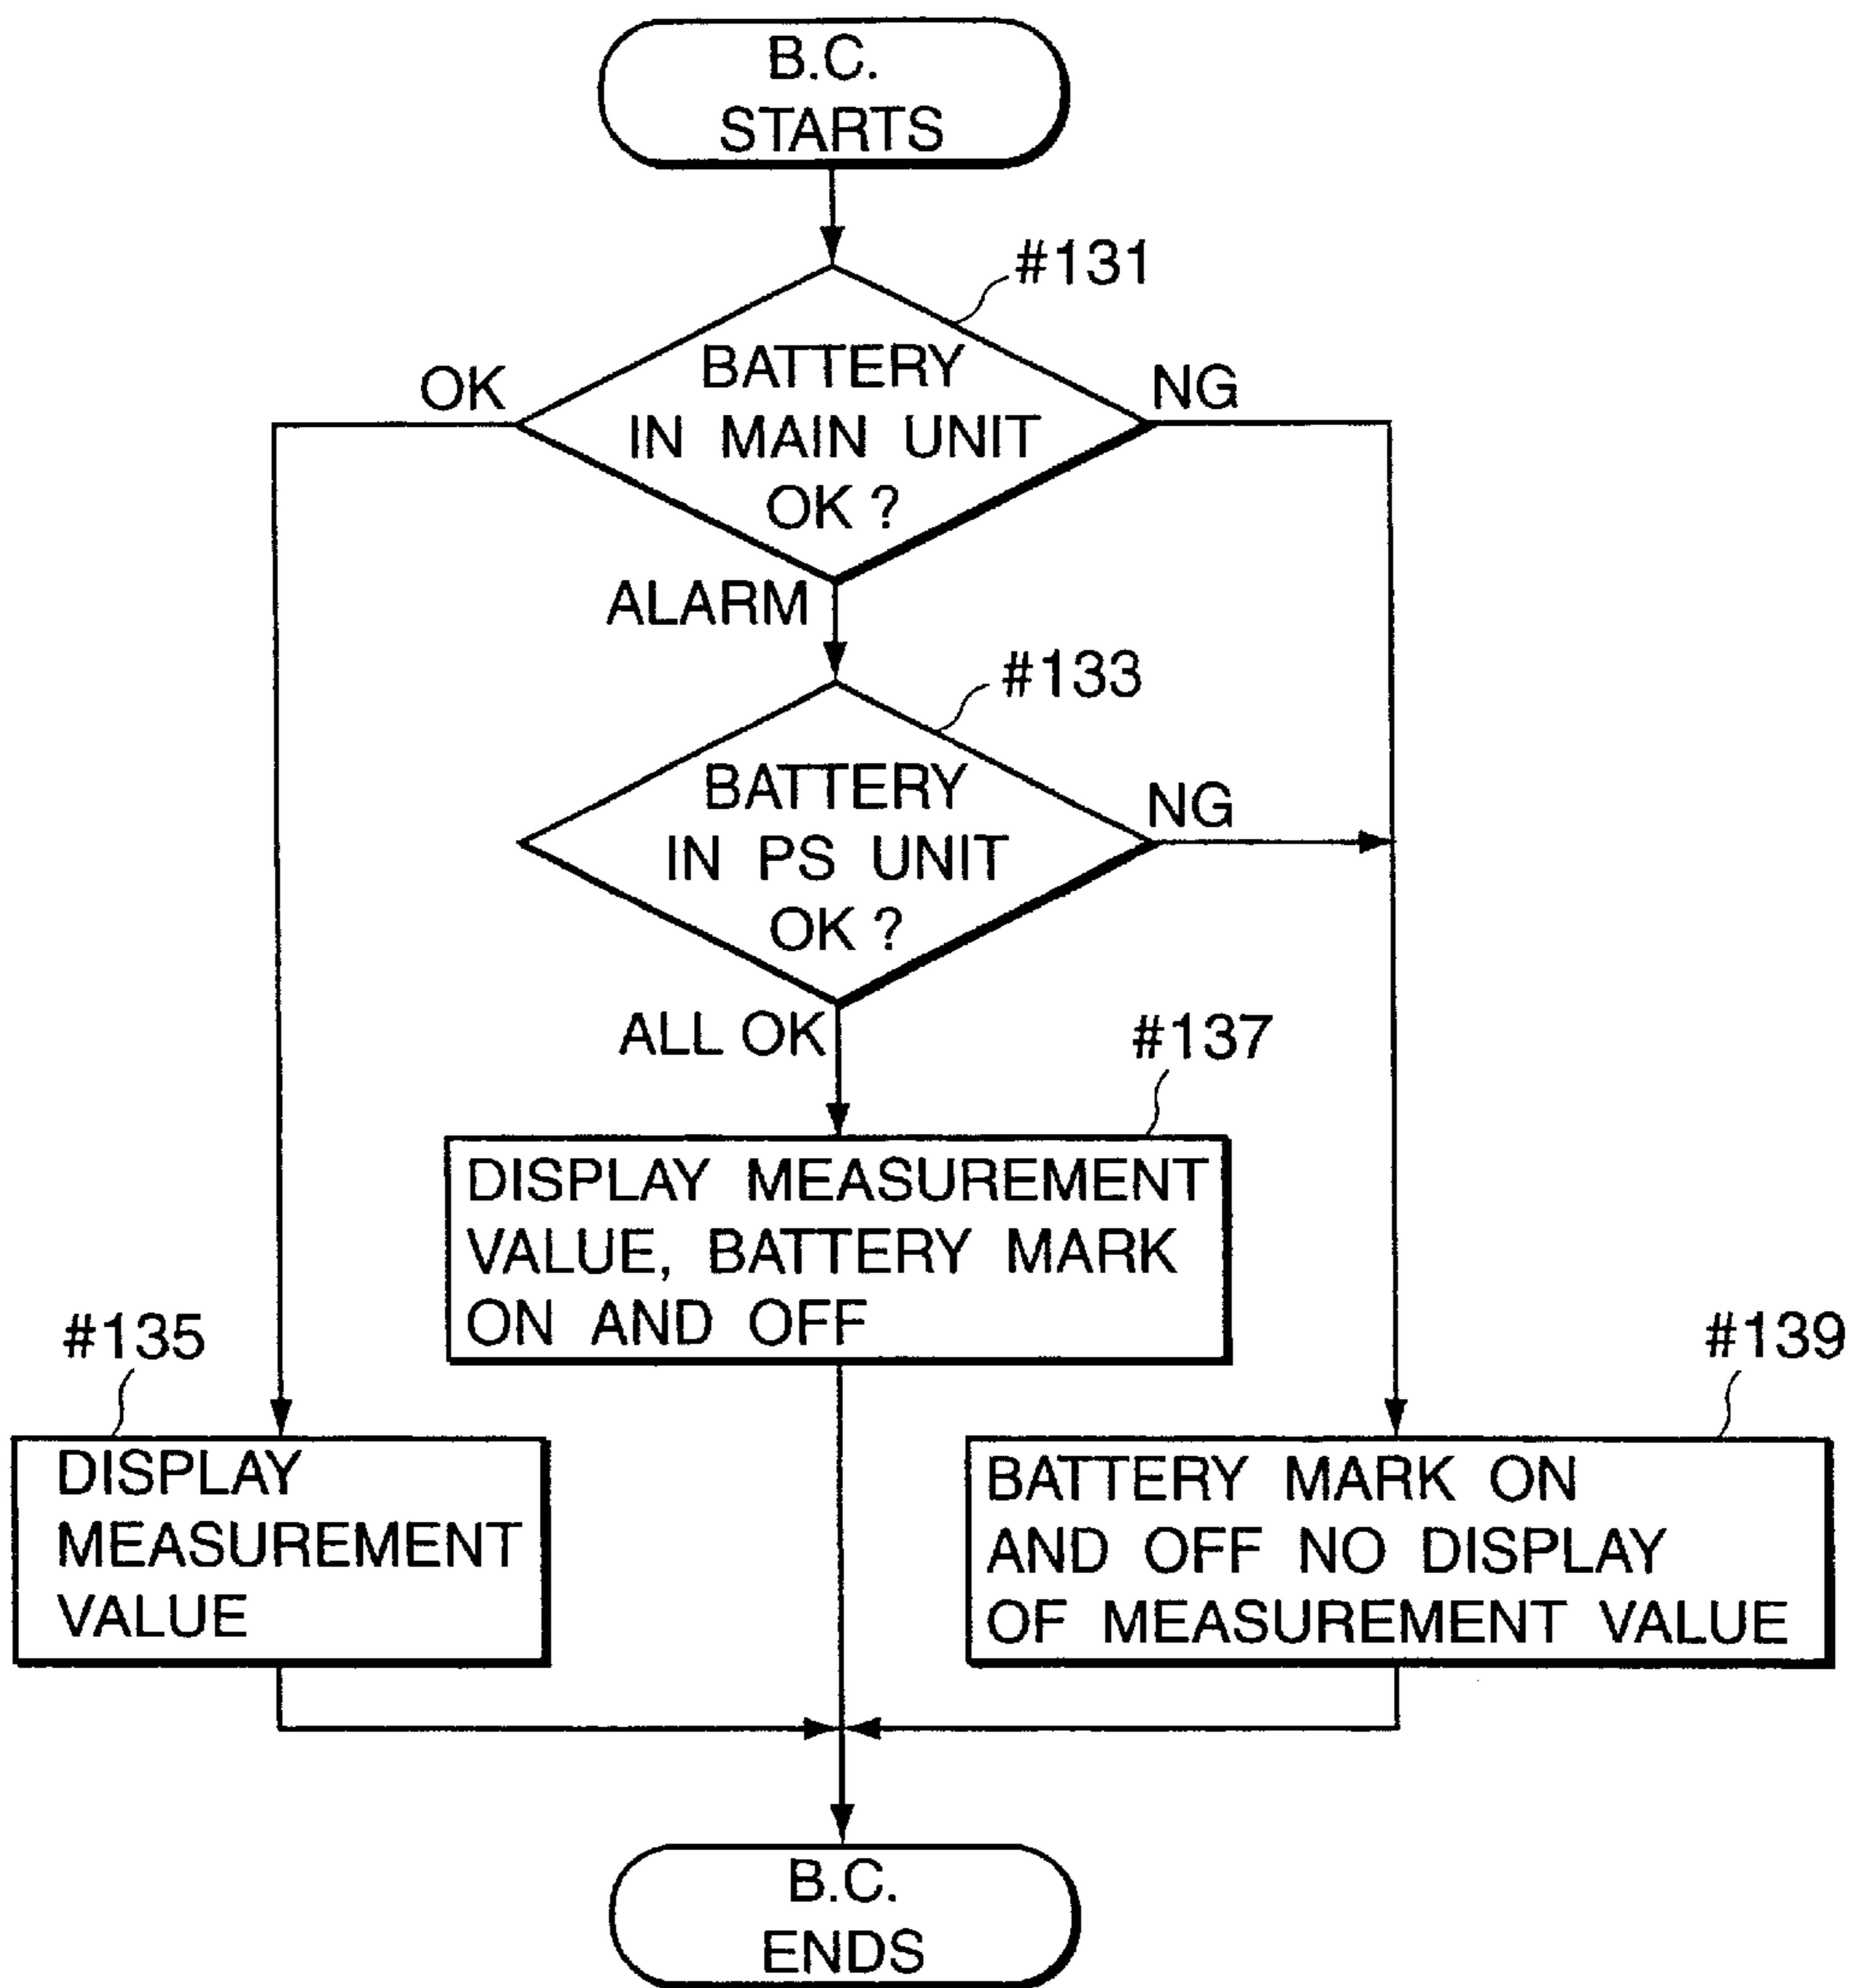 B.C.
STARTS
#131
BATTERY
IN MAIN UNIT
OK ?
OK
NG
ALARM
#133
BATTERY
IN PS UNIT
OK ?
NG
ALL OK
#137
DISPLAY MEASUREMENT
VALUE, BATTERY MARK
ON AND OFF
#135
DISPLAY
MEASUREMENT
VALUE
#139
BATTERY MARK ON
AND OFF NO DISPLAY
OF MEASUREMENT VALUE
B.C.
ENDS